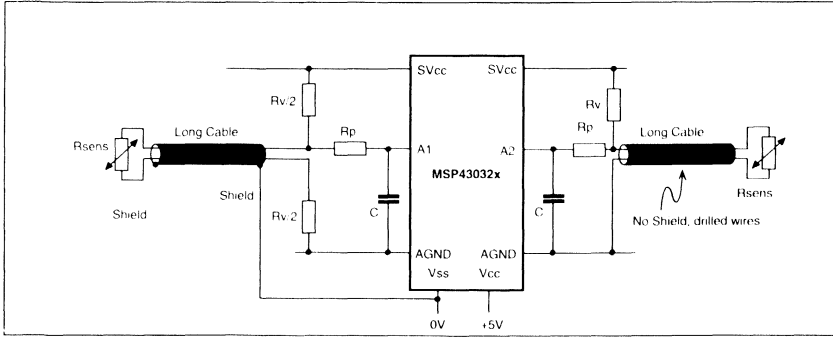 SVcc SVcc
Rv/2 Rv
Rp Rp
Long Cable Long Cable
Rsens A1 A2
MSP43032x
Rsens
Shield
C C
Shield Rv/2 No Shield, drilled wires
AGND AGND
Vss Vcc
0V +5V